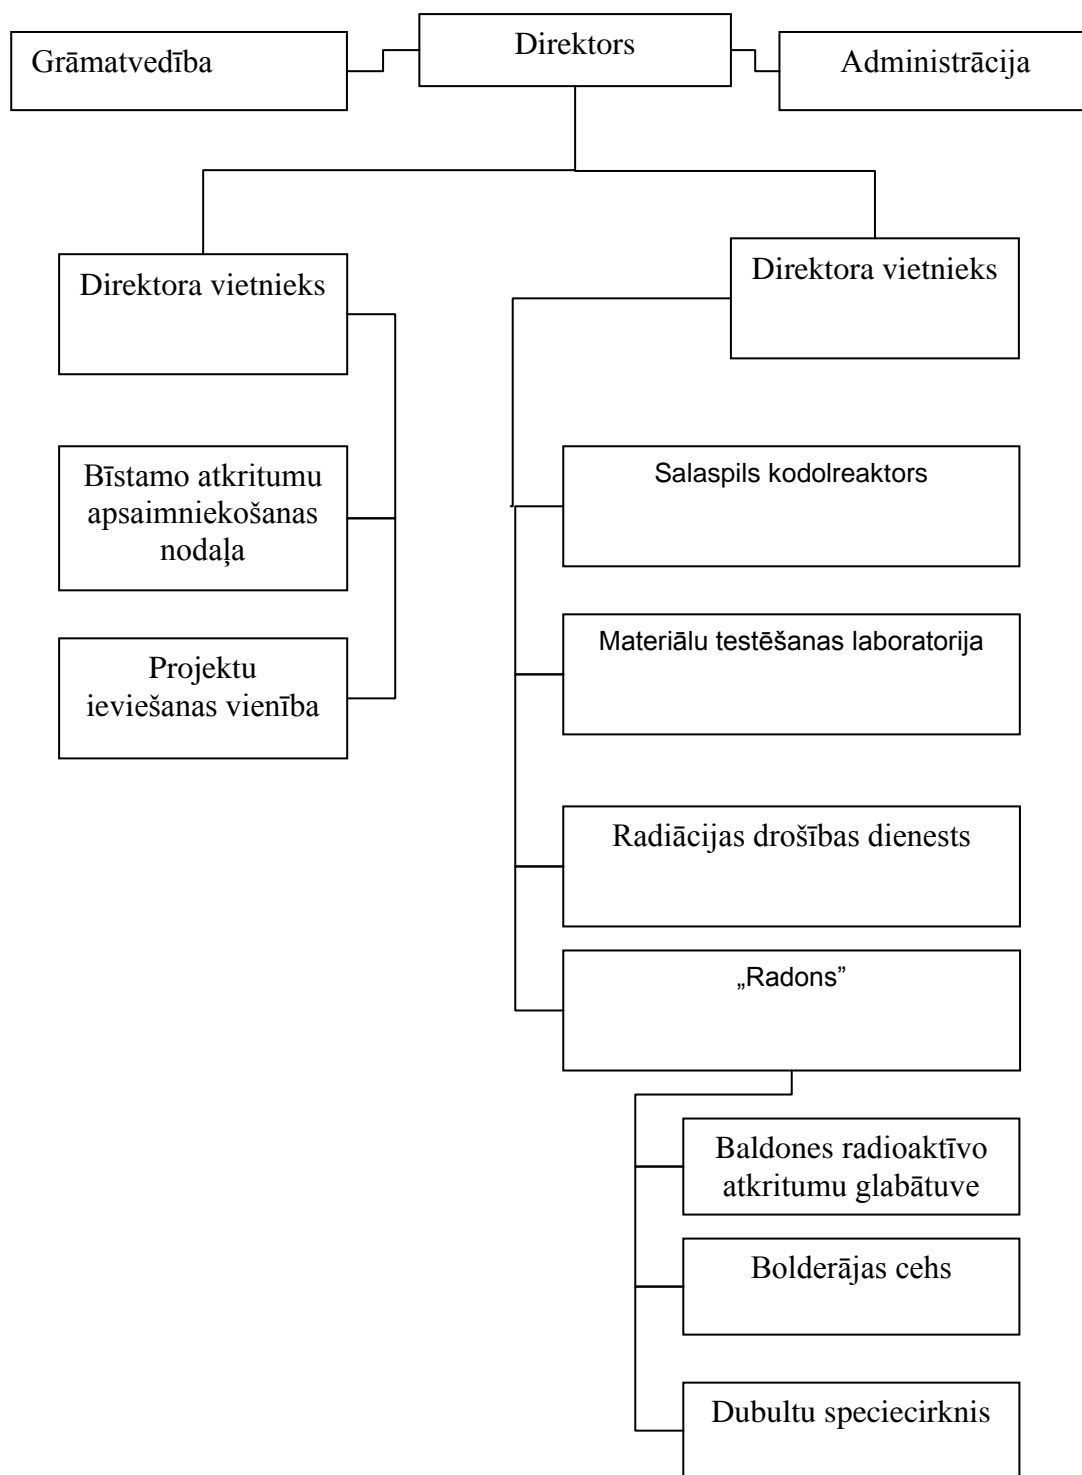 Direktors
Grāmatvedība
Administrācija
Direktora vietnieks
Direktora vietnieks
Bīstamo atkritumu
apsaimniekošanas
nodaļa
Projektu
ieviešanas vienība
Salaspils kodolreaktors
Materiālu testēšanas laboratorija
Radiācijas drošības dienests
„Radons”
Baldones radioaktīvo
atkritumu glabātuve
Bolderājas cehs
Dubultu speciecirknis